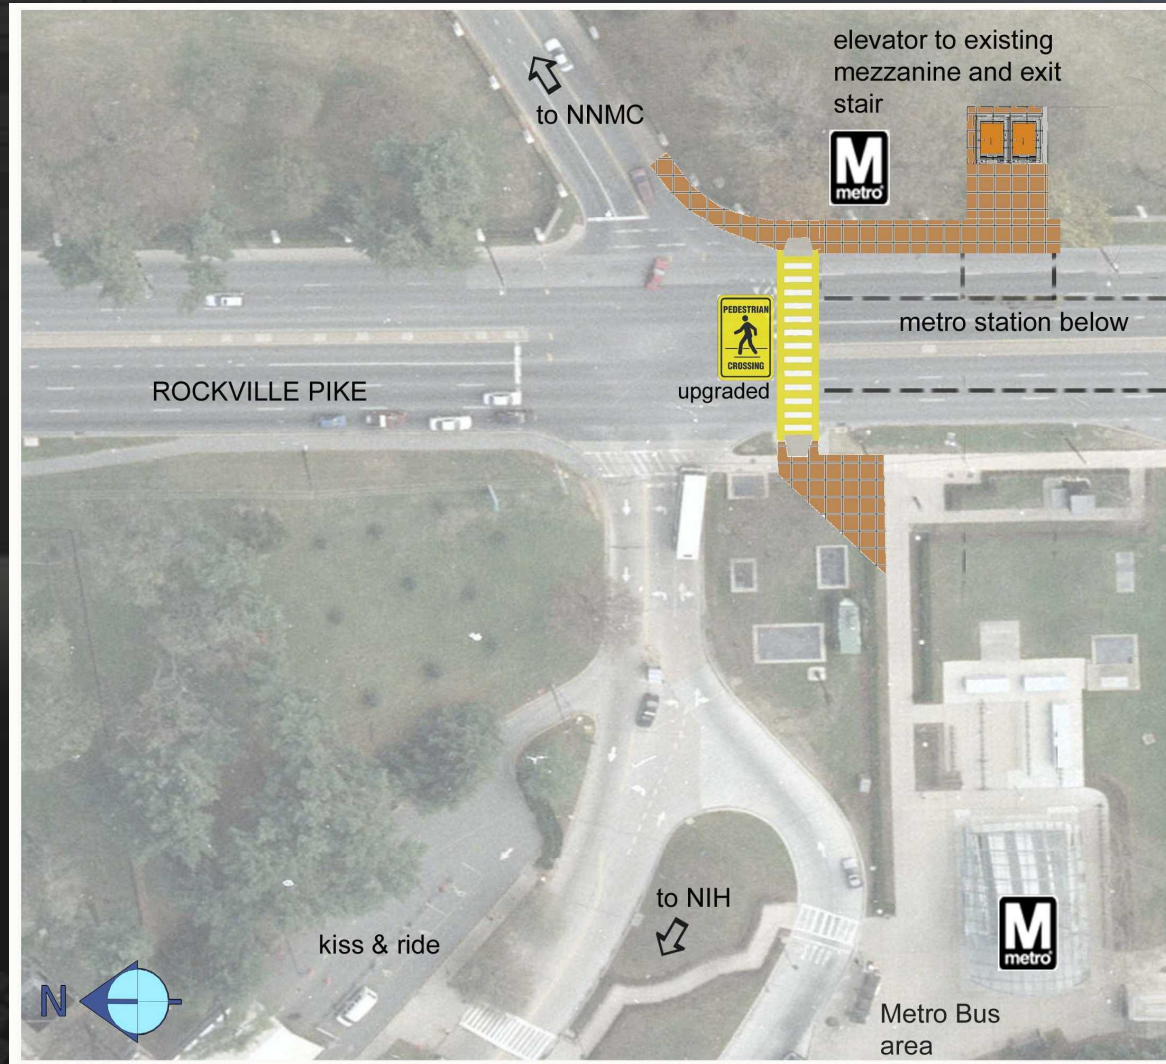 elevator to existing
mezzanine and exit
stair
to NNMC
M
metro
PEDESTRIAN
CROSSING
upgraded
metro station below
ROCKVILLE PIKE
to NIH
kiss & ride
M
metro
N
Metro Bus
area